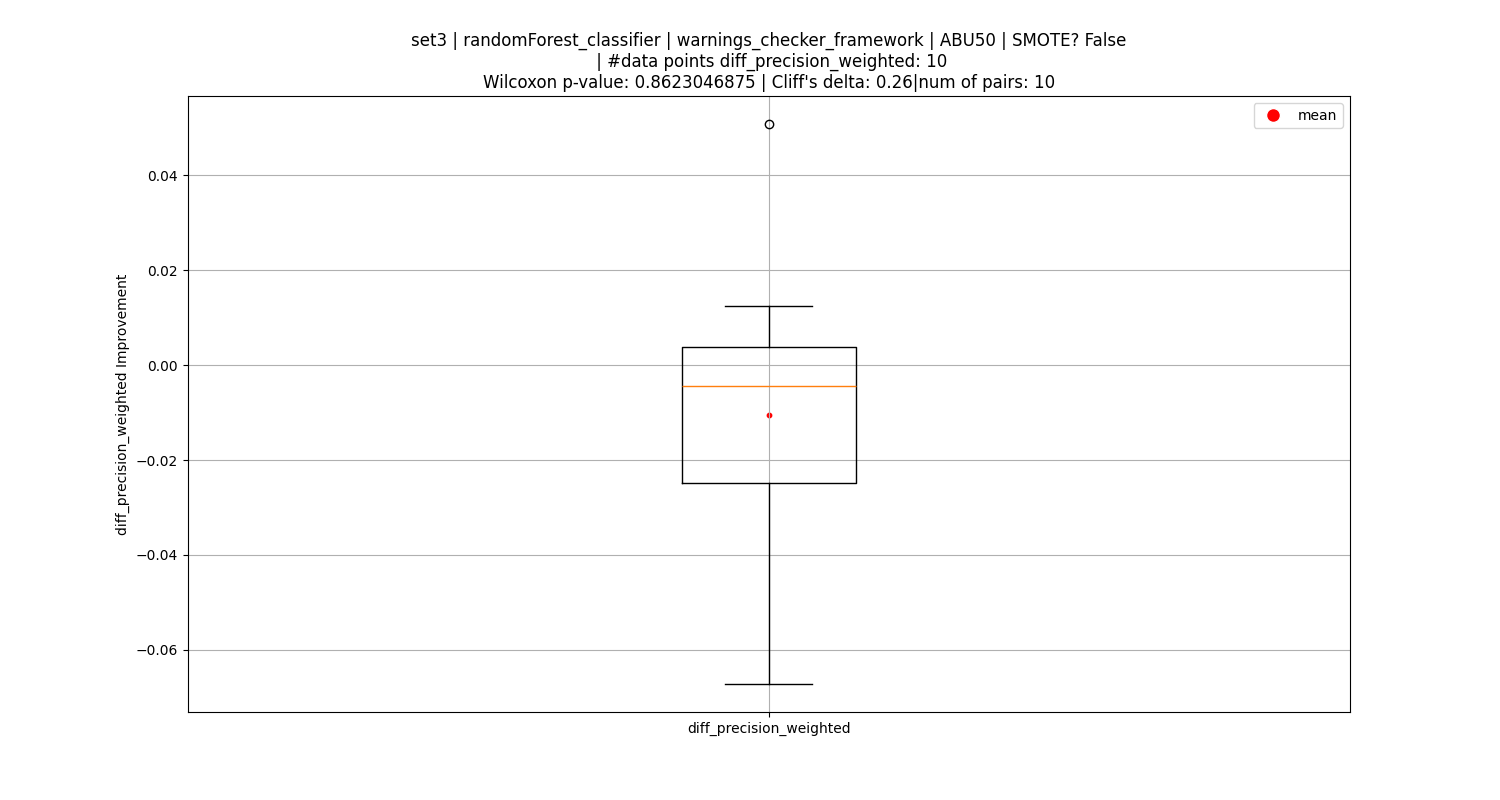 set3 | randomForest_classifier | warnings_checker_framework | ABU50 | SMOTE? False
| #data points diff_precision_weighted: 10
Wilcoxon p-value: 0.8623046875 | Cliff's delta: 0.26|num of pairs: 10
mean
0.04
0.02
0.00
−0.02
−0.04
−0.06
diff_precision_weighted Improvement
diff_precision_weighted